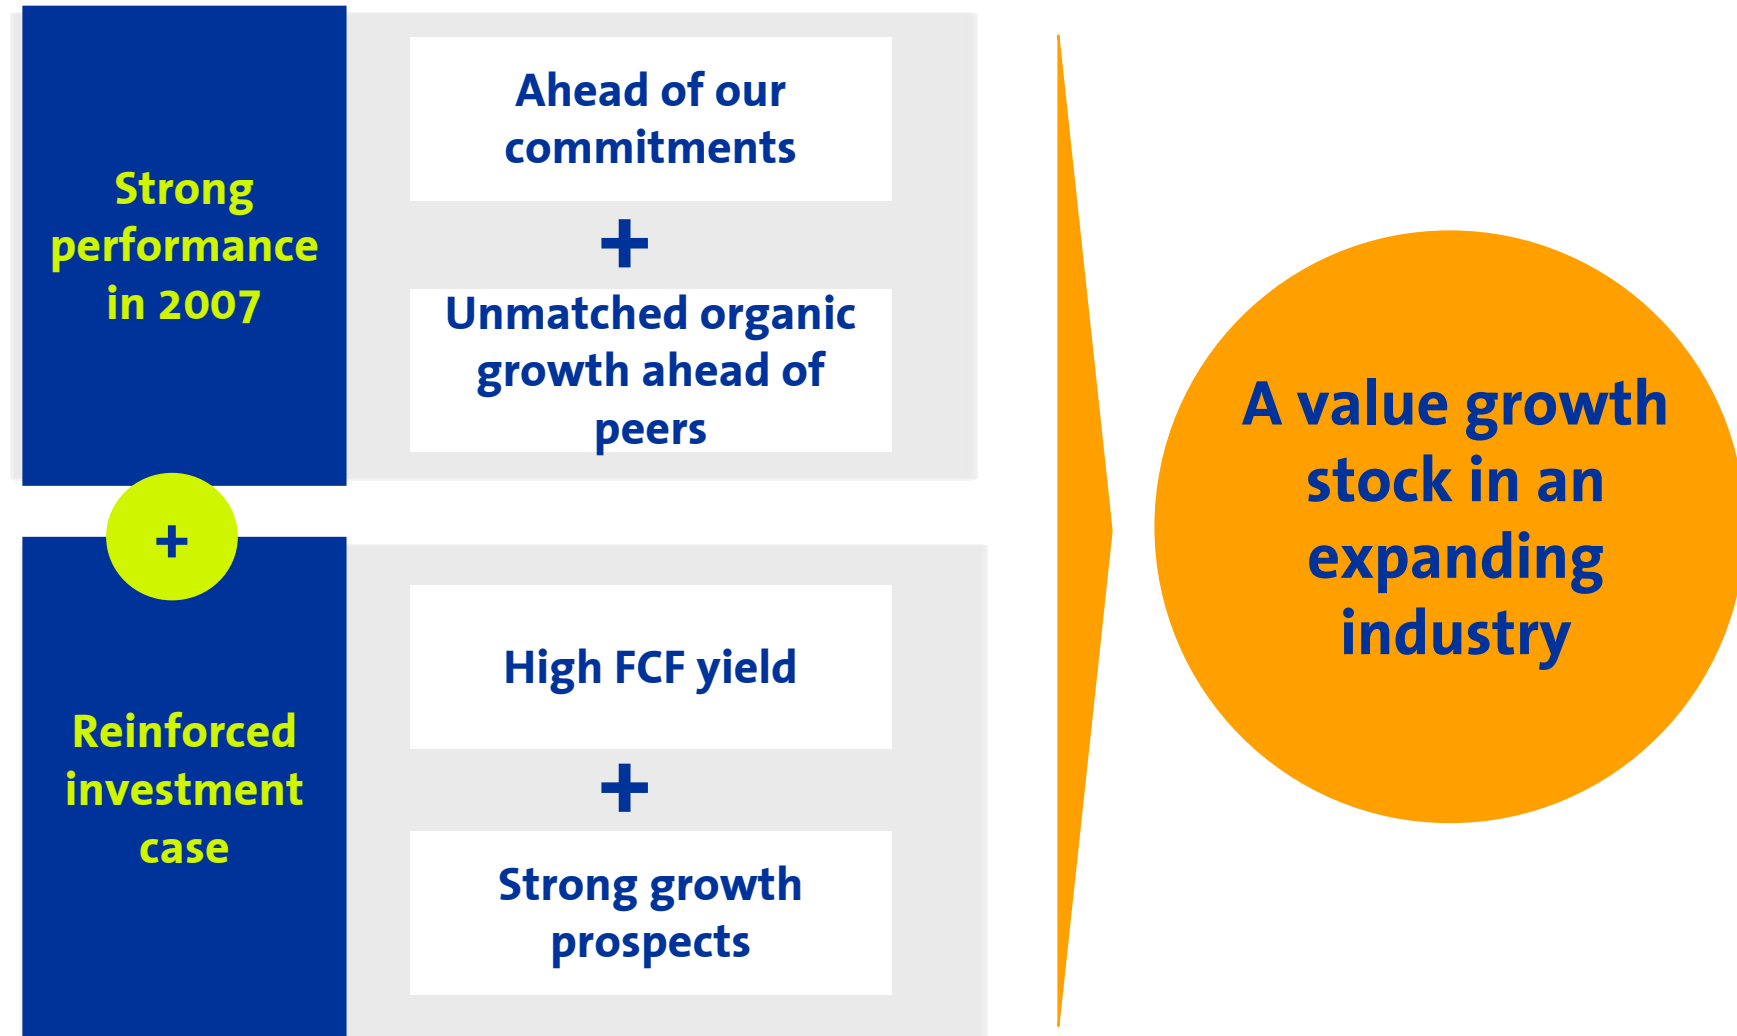 Strong
performance
in 2007
Ahead of our
commitments
+
Unmatched organic
growth ahead of
peers
+
Reinforced
investment
case
High FCF yield
+
Strong growth
prospects
A value growth
stock in an
expanding
industry